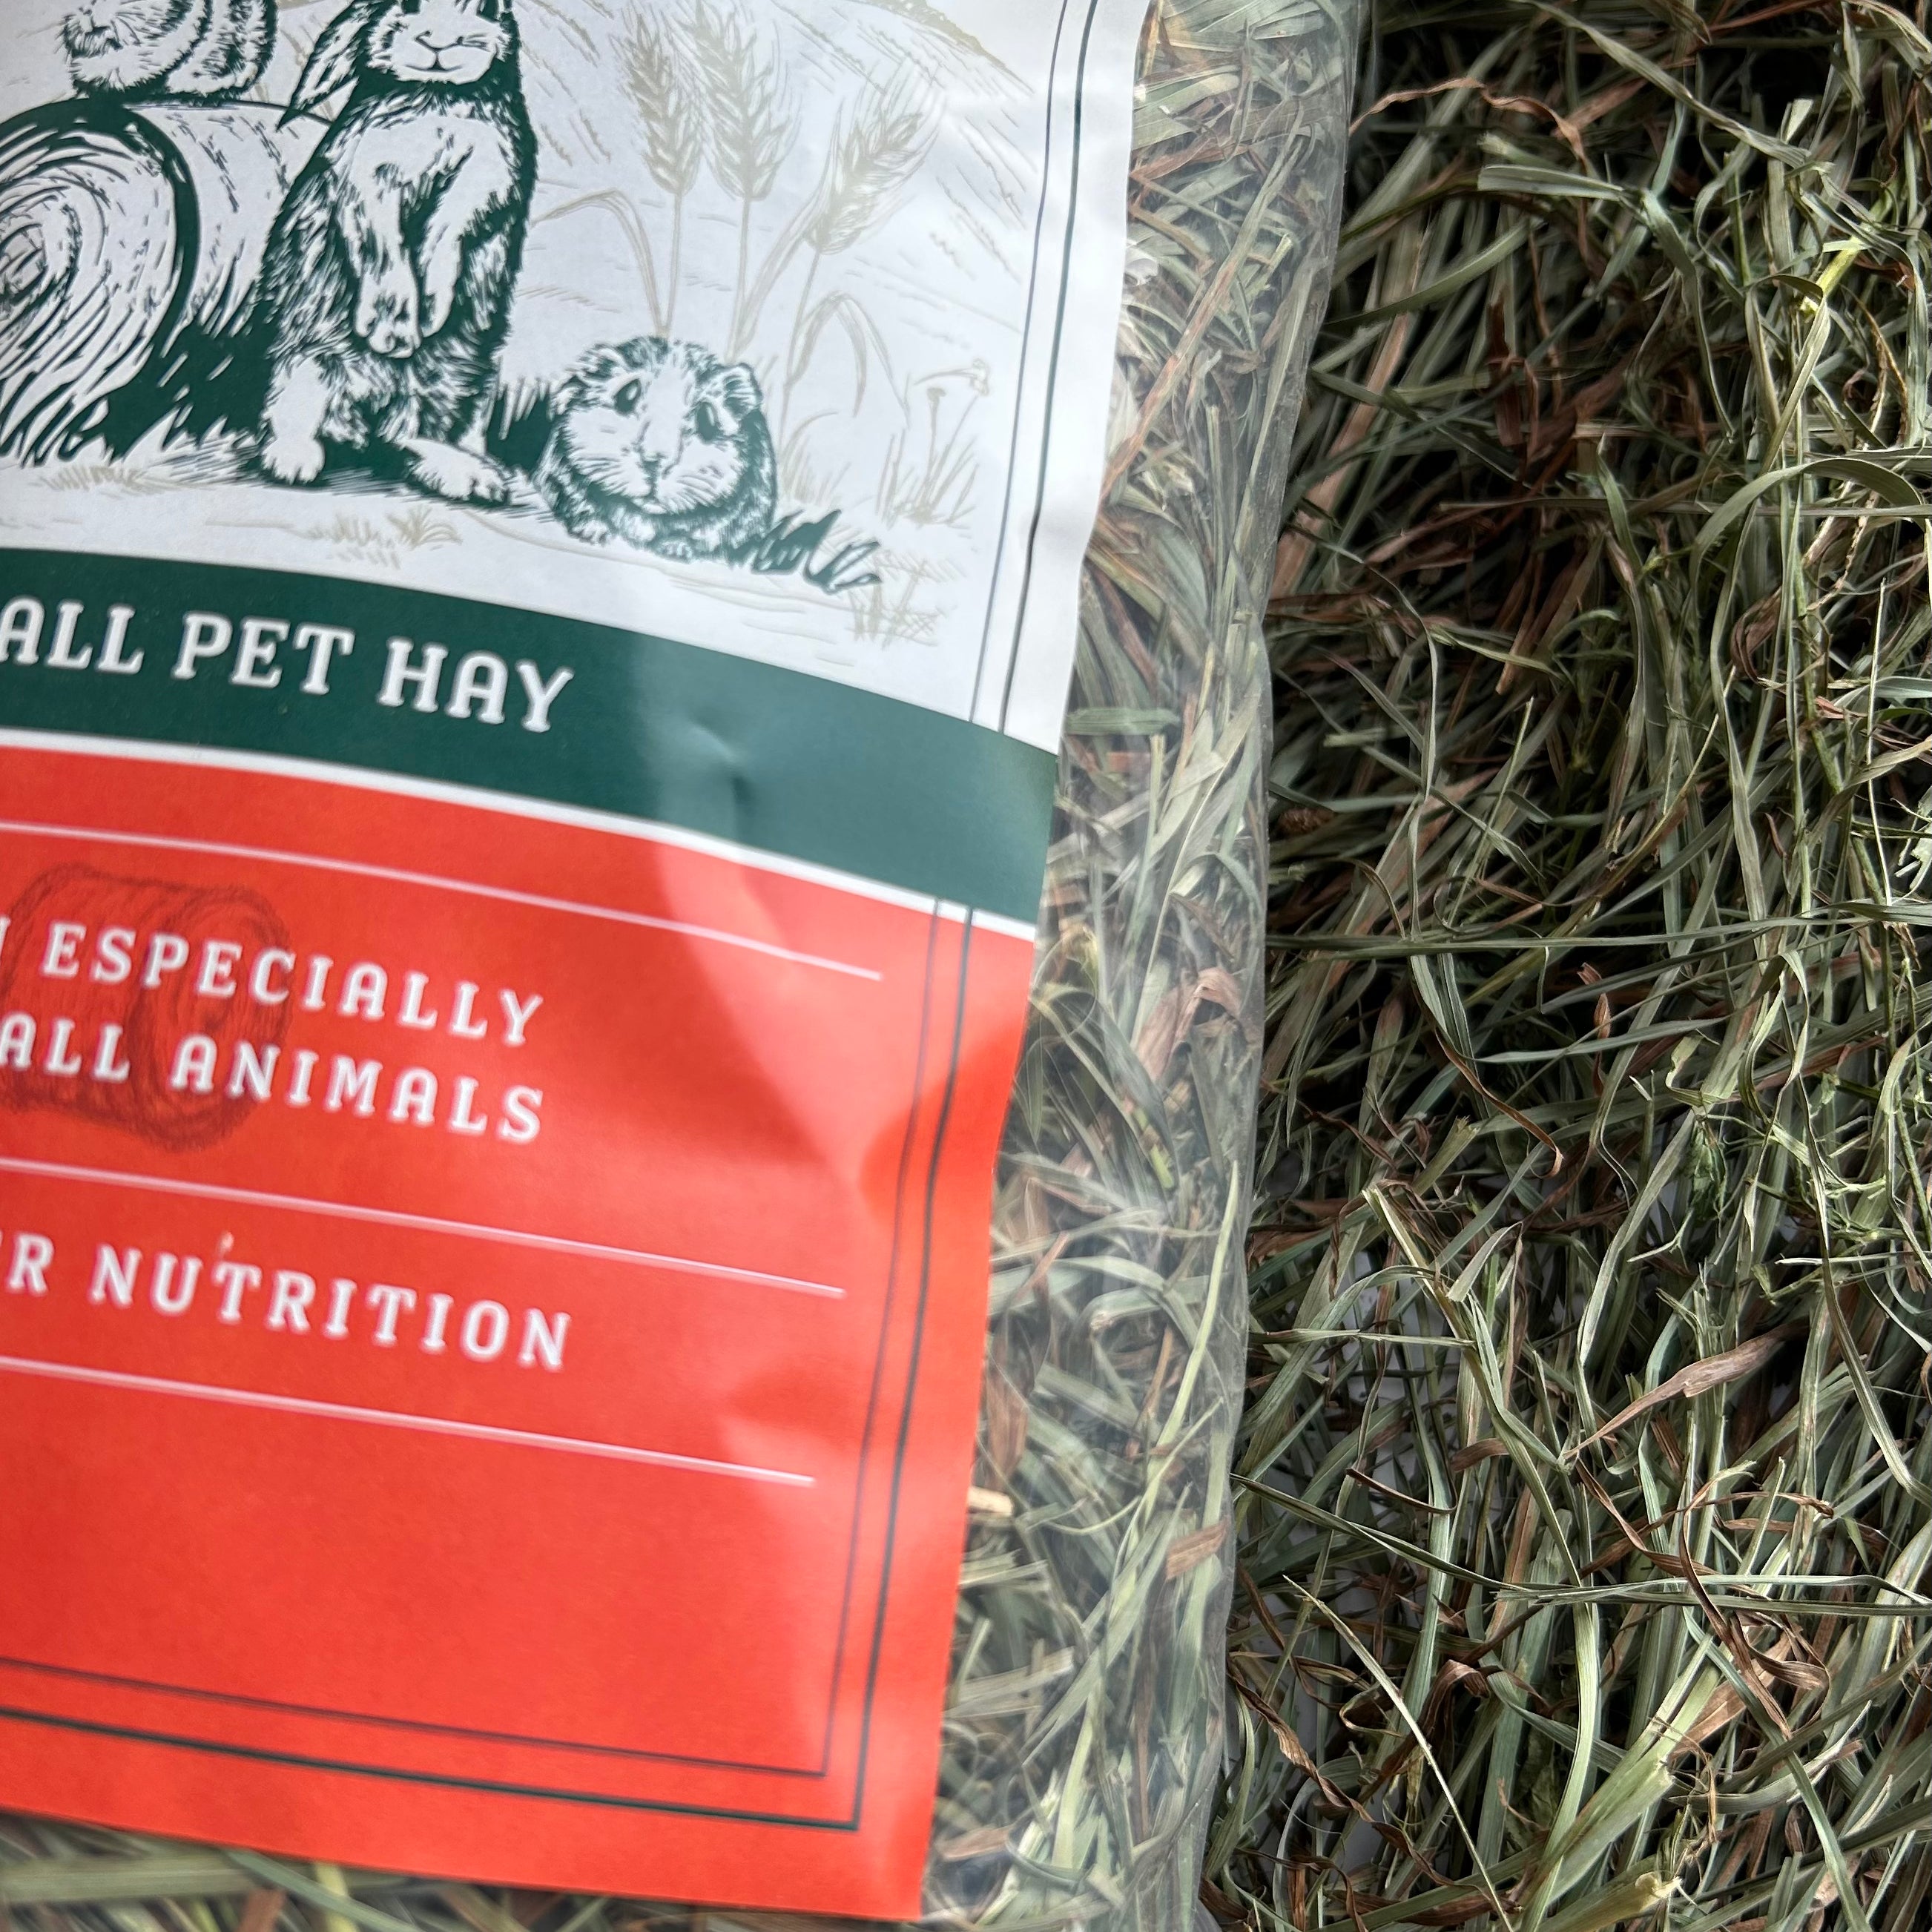 ALL PET HAY
ESPECIALLY
ALL ANIMALS
R NUTRITION